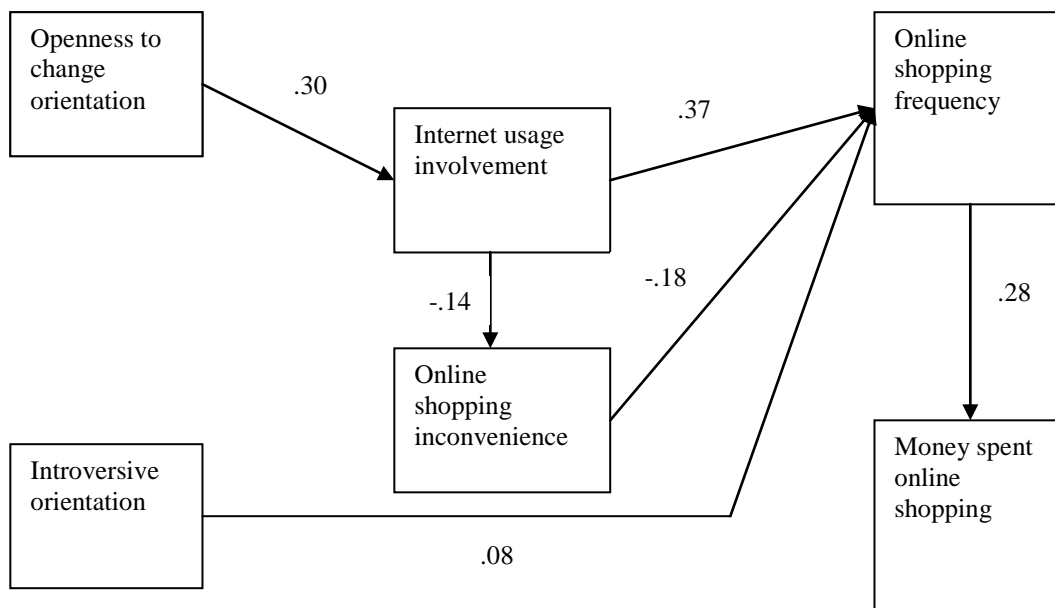 Openness to
change
orientation
.30
Internet usage
involvement
.37
Online
shopping
frequency
-.14
-.18
.28
Online
shopping
inconvenience
Introversive
orientation
.08
Money spent
online
shopping